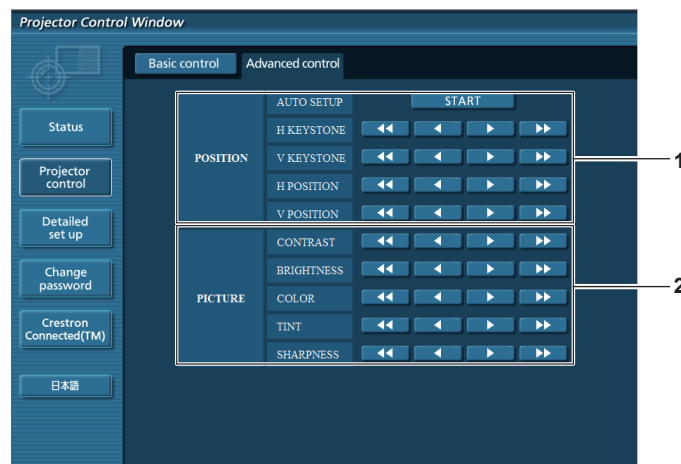 Projector Control Window
Basic control
Advanced control
Status
Projector
control
Detailed
set up
Change
password
Crestron
Connected(TM)
日本語
POSITION
AUTO SETUP
START
H KEYSTONE
V KEYSTONE
H POSITION
V POSITION
1
PICTURE
CONTRAST
BRIGHTNESS
COLOR
TINT
SHARPNESS
2